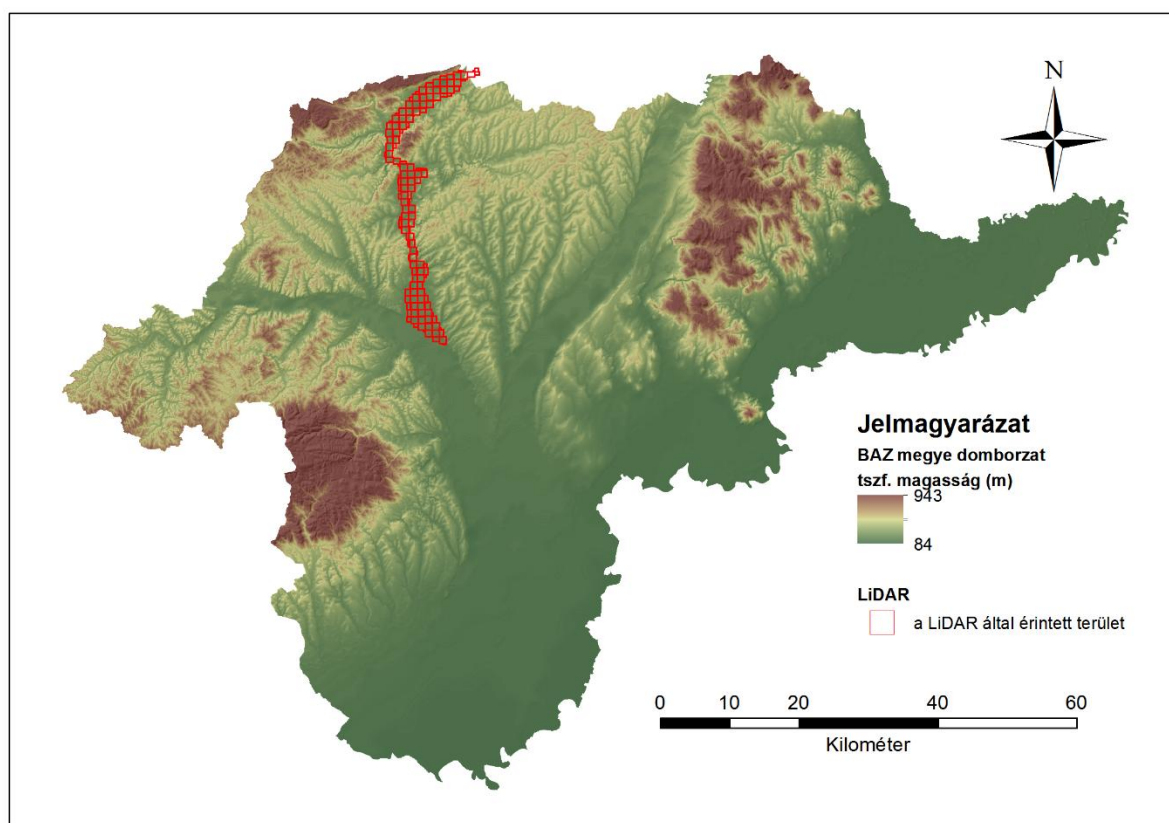 N
Jelmagyarázat
BAZ megye domborzat
tszf. magasság (m)
943
84
LiDAR
a LiDAR által érintett terület
0 10 20 40 60
Kilométer